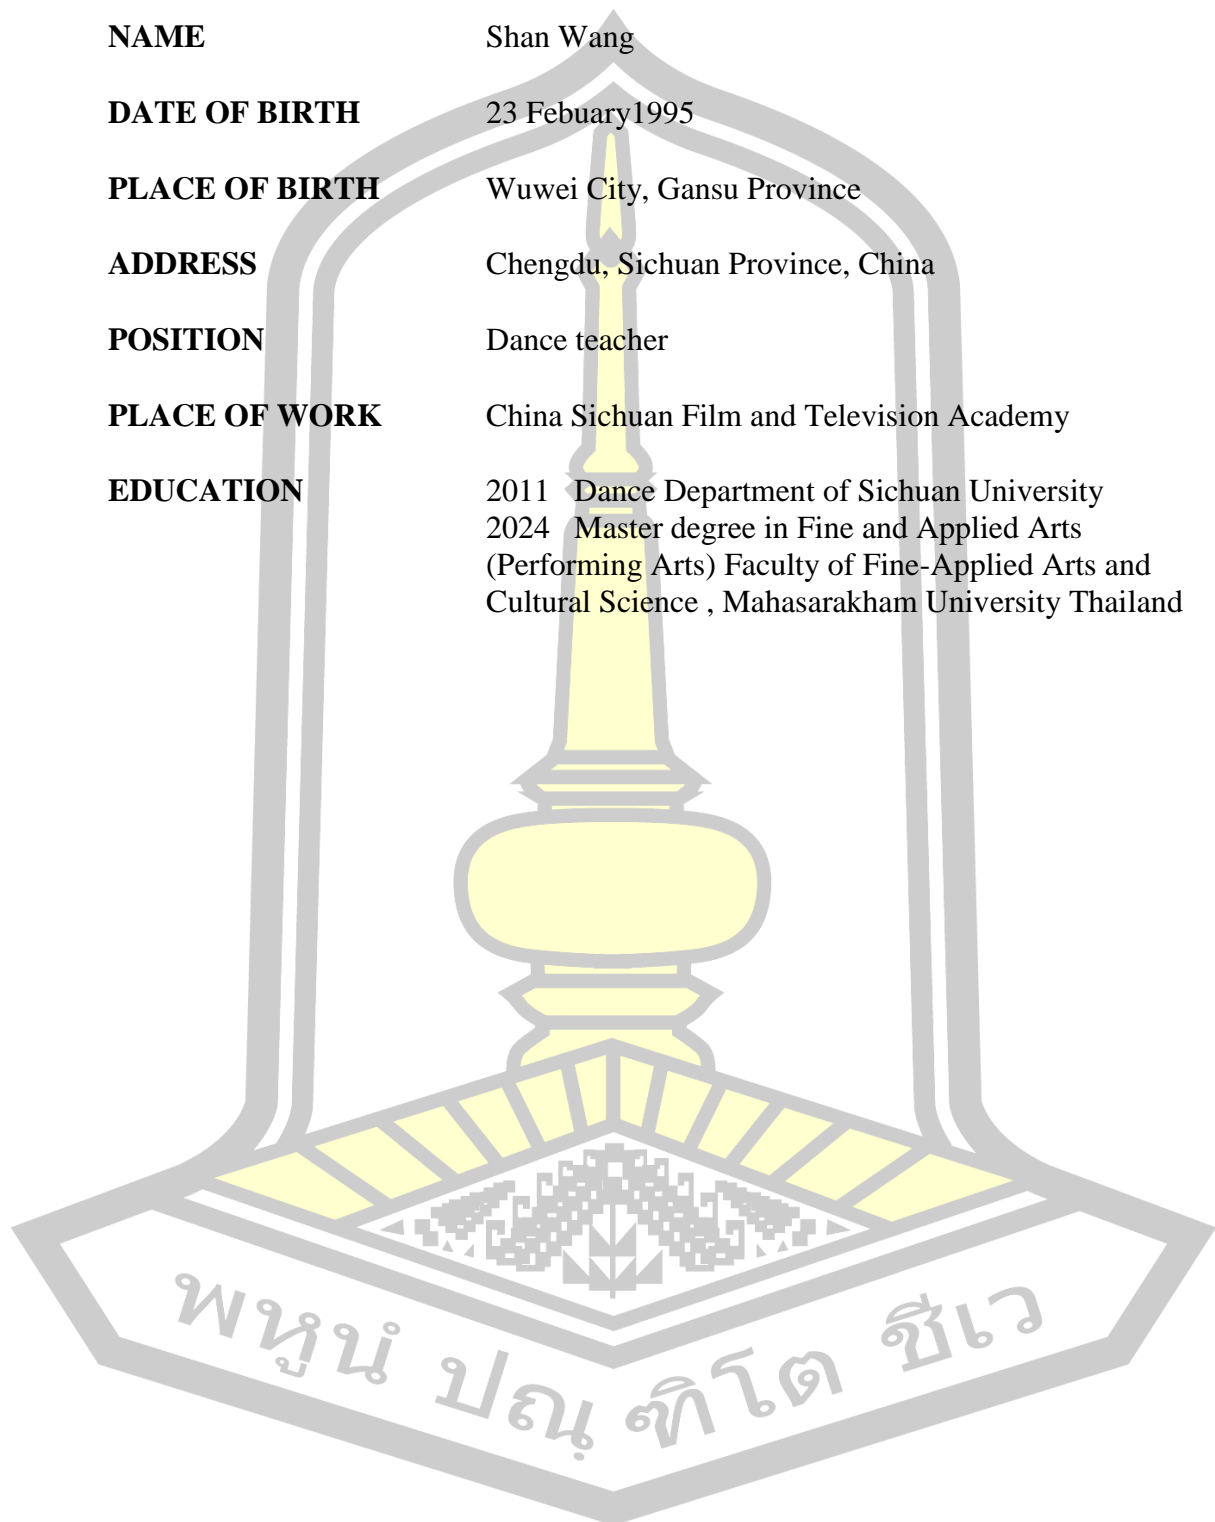 NAME Shan Wang
DATE OF BIRTH 23 Febuary1995
PLACE OF BIRTH Wuwei City, Gansu Province
ADDRESS Chengdu, Sichuan Province, China
POSITION Dance teacher
PLACE OF WORK China Sichuan Film and Television Academy
EDUCATION 2011 Dance Department of Sichuan University
2024 Master degree in Fine and Applied Arts
(Performing Arts) Faculty of Fine-Applied Arts and
Cultural Science , Mahasarakham University Thailand
พหูนํ ปณฺ ฑิโต ชีเว